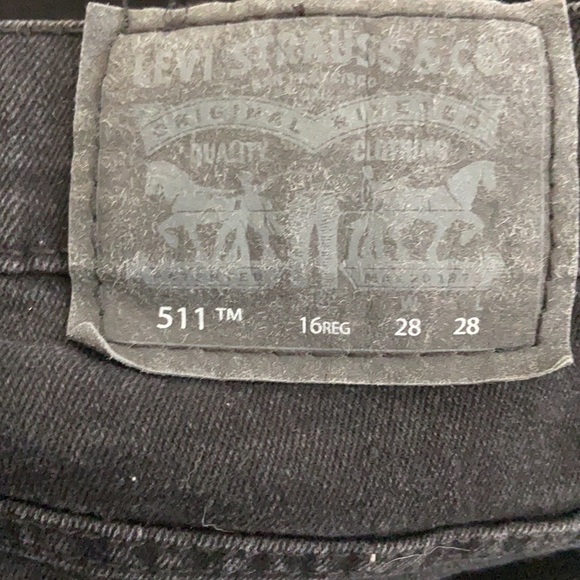 LEVI STRAUSS & CO
ORIGINAL RIVETED
QUALITY CLOTHING
W L
511™ 16REG 28 28